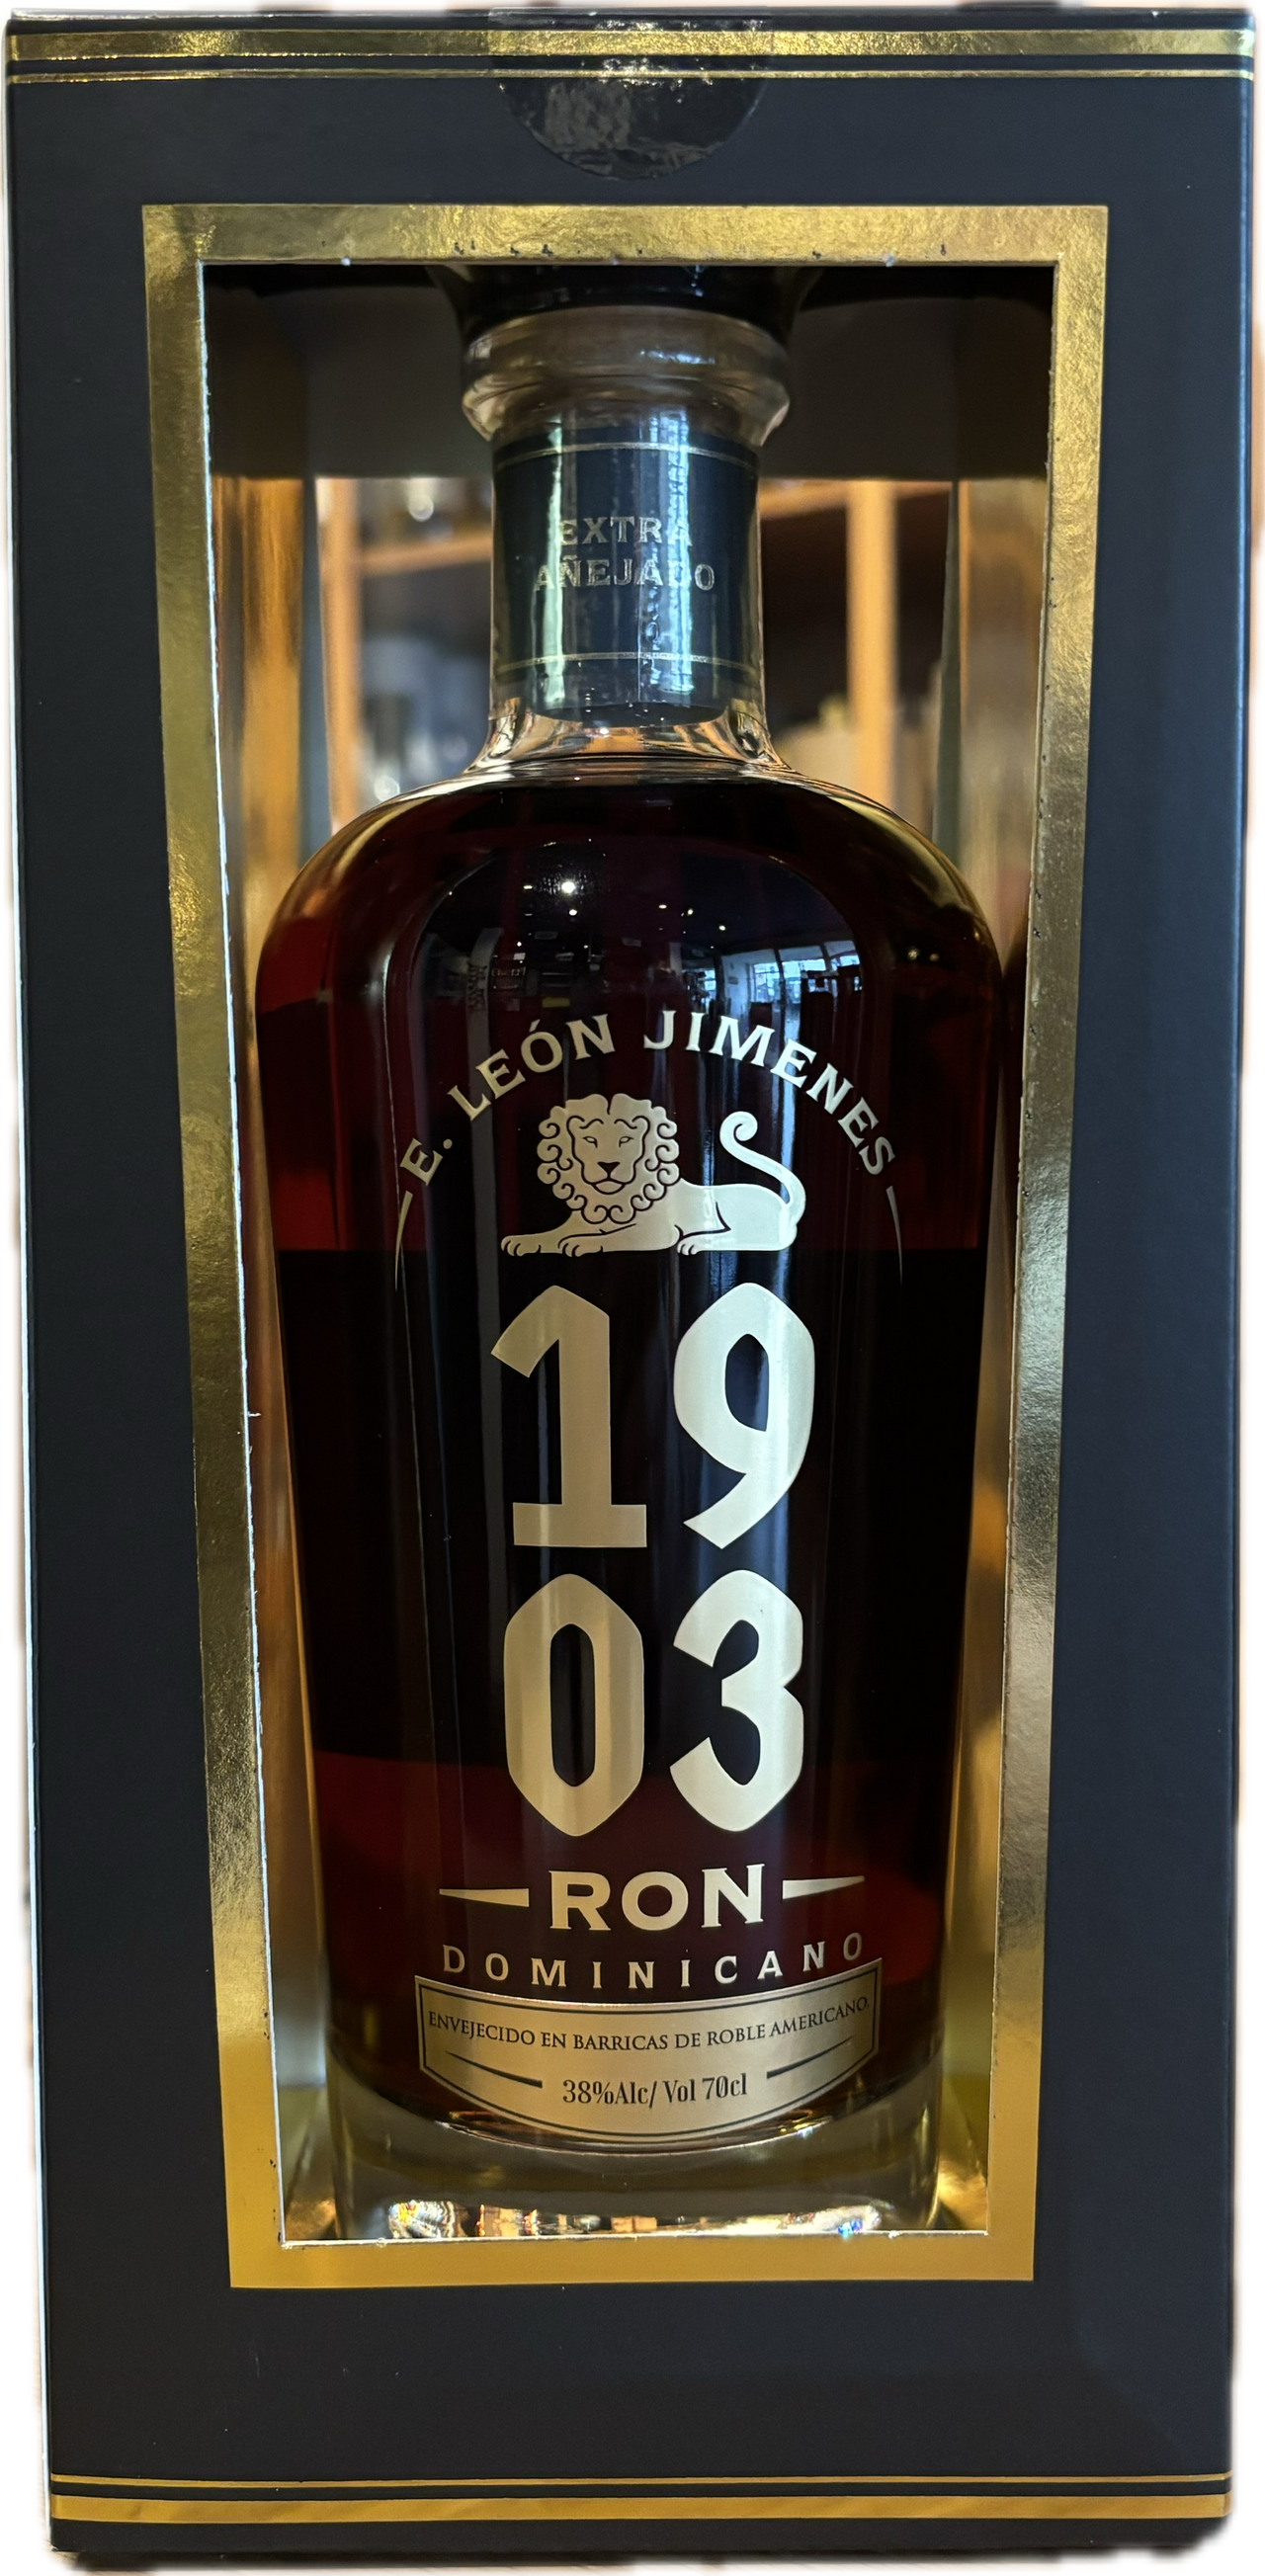 EXTRA
AÑEJADO
E. LEÓN JIMENES
19
03
RON
DOMINICANO
ENVEJECIDO EN BARRICAS DE ROBLE AMERICANO.
38%Alc/ Vol 70cl